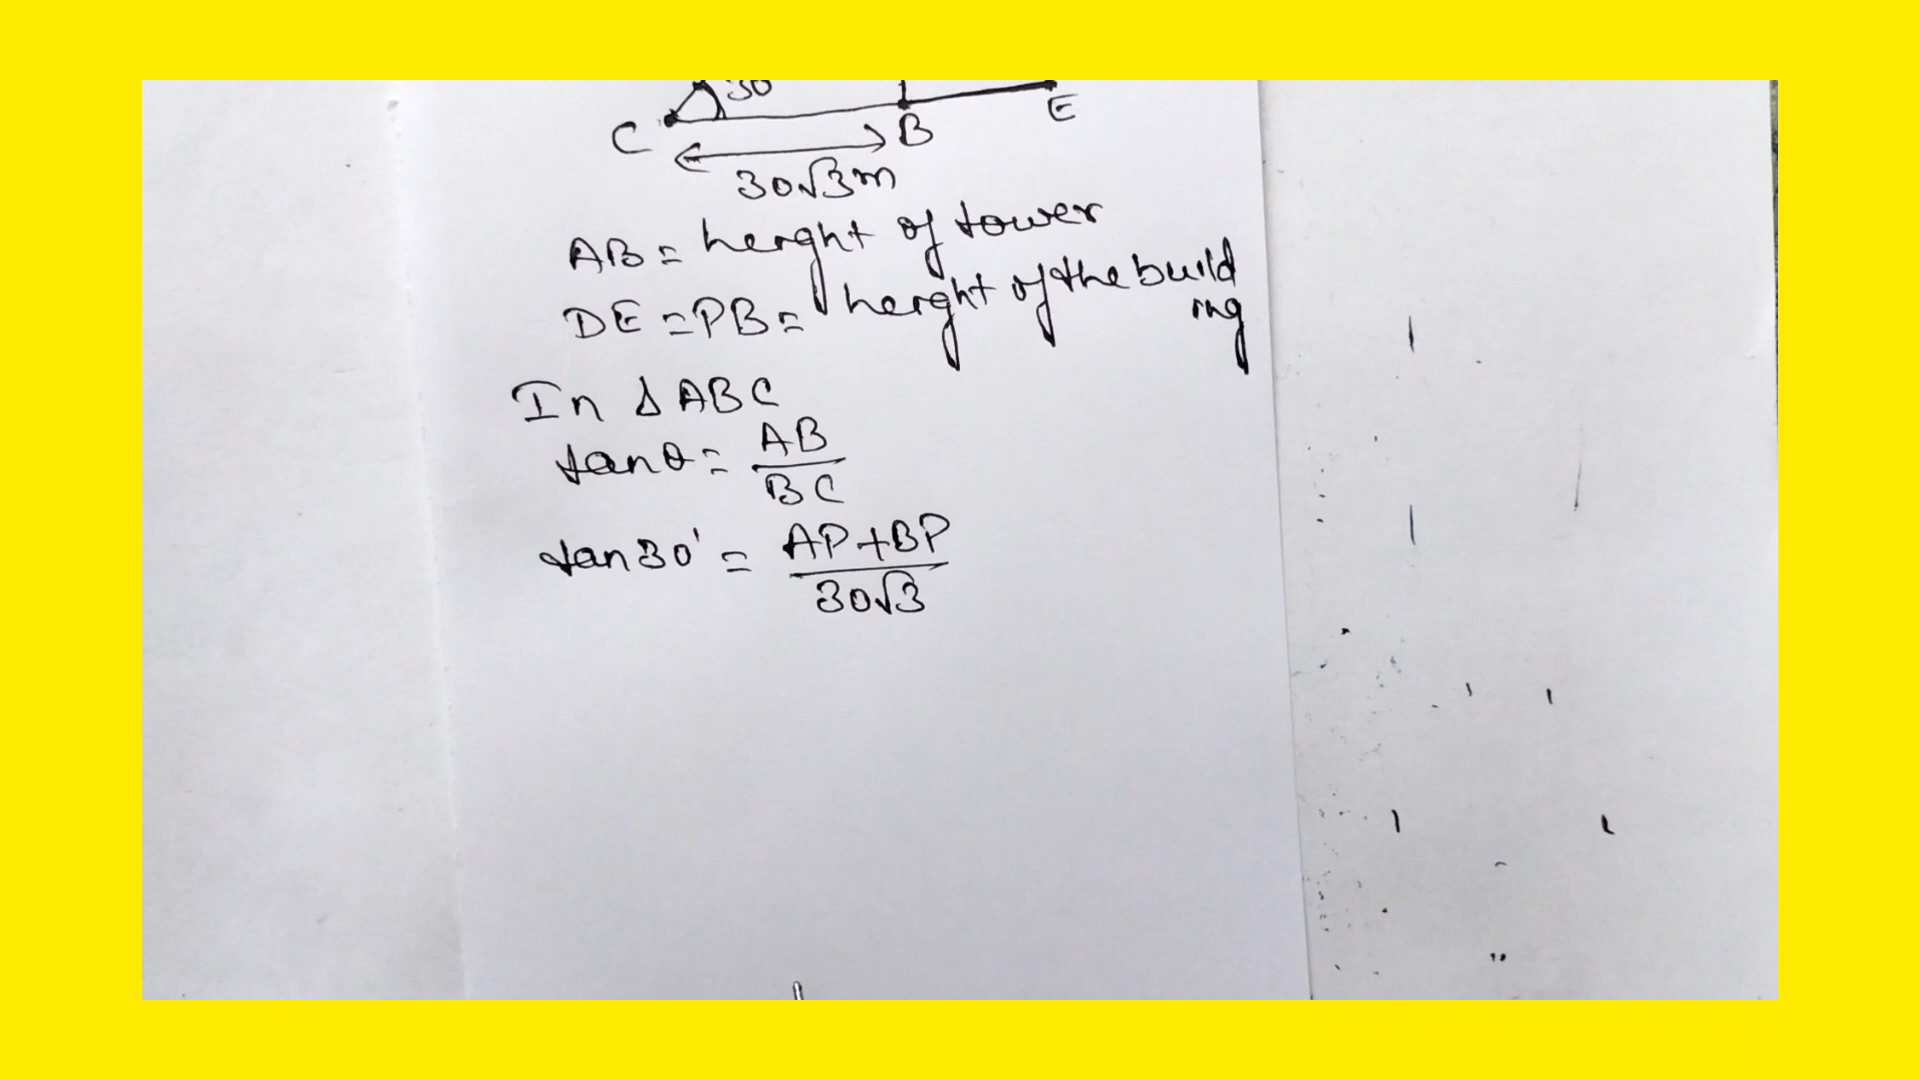 30
C
B
E
30√3m
AB = height of tower
DE = PB = height of the build
ing
In Δ ABC
tanθ = AB/BC
tan30° = AP+BP/30√3